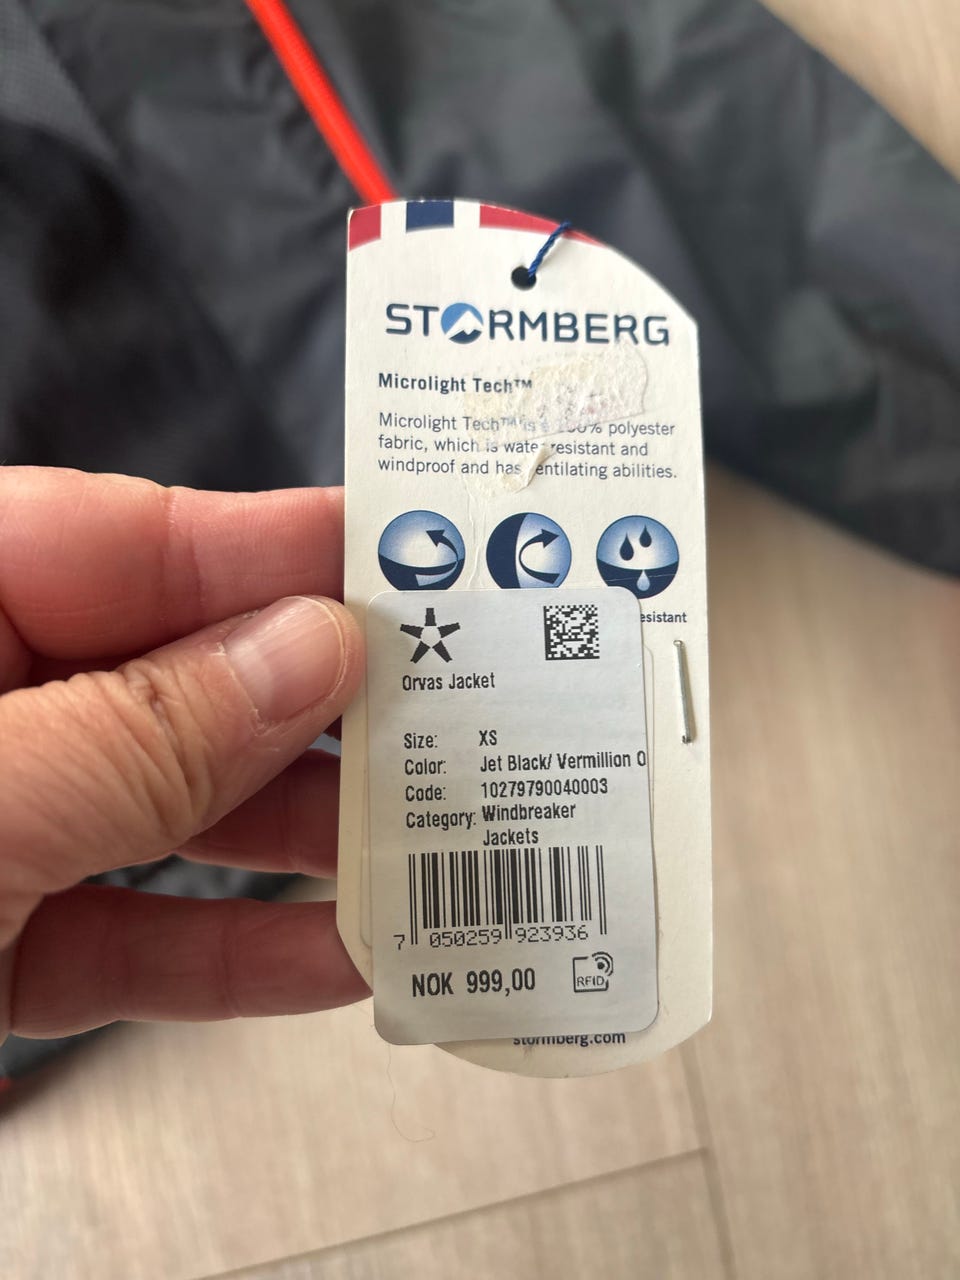 STORMBERG
Microlight Tech™
Microlight Tech™ is 100% polyester
fabric, which is water resistant and
windproof and has ventilating abilities.
esistant
Orvas Jacket
Size: XS
Color: Jet Black/ Vermillion O
Code: 10279790040003
Category: Windbreaker
Jackets
7 050259 923936
NOK 999,00
RFID
stormberg.com